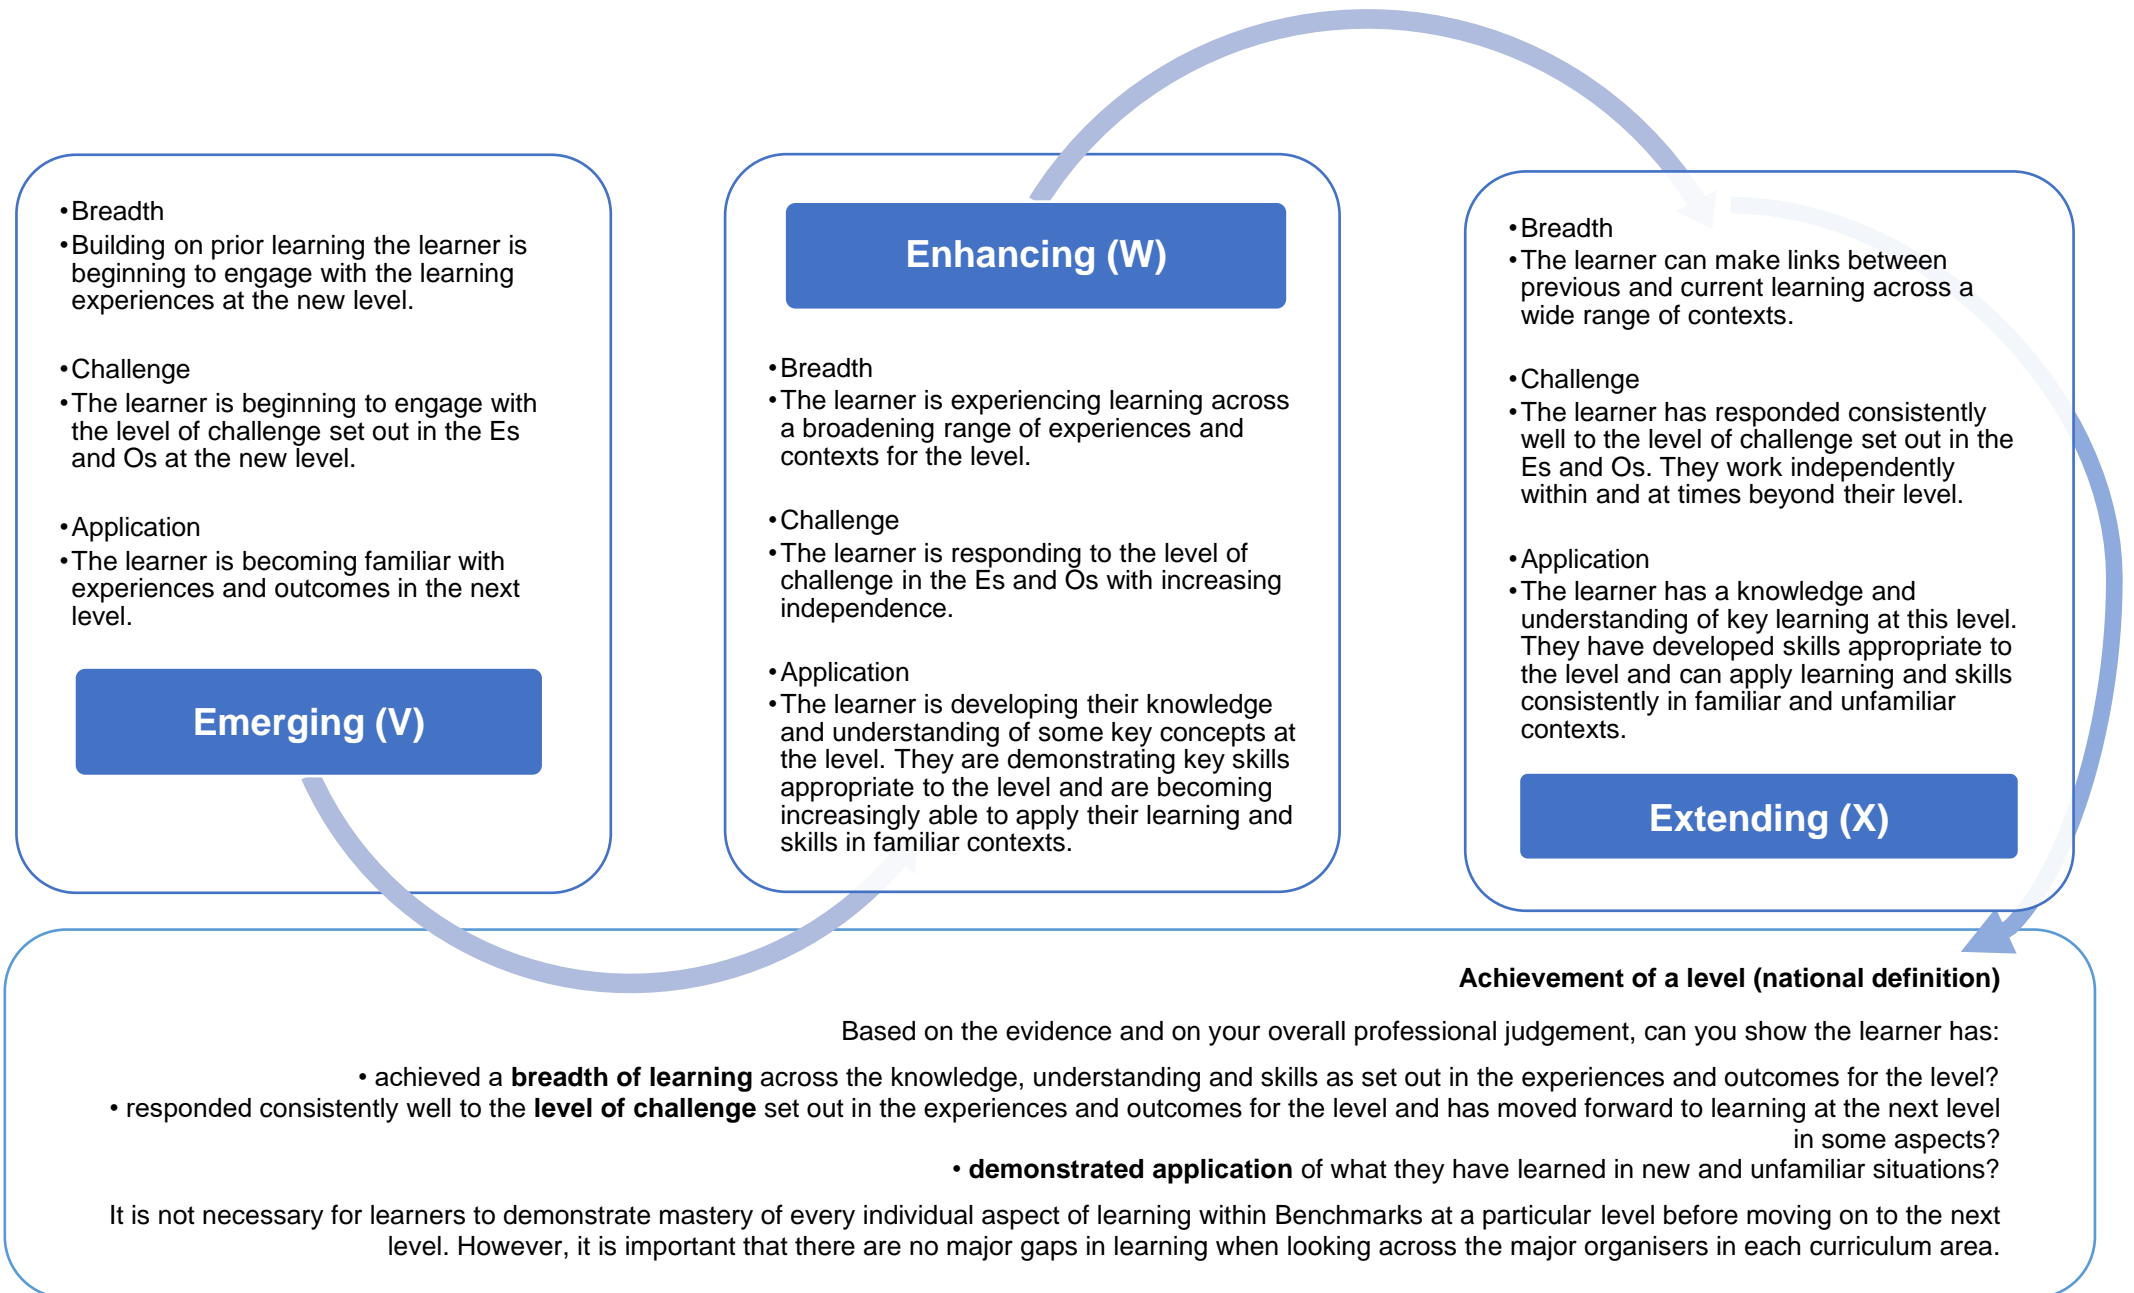 •Breadth
•Building on prior learning the learner is
beginning to engage with the learning
experiences at the new level.
•Challenge
•The learner is beginning to engage with
the level of challenge set out in the Es
and Os at the new level.
•Application
•The learner is becoming familiar with
experiences and outcomes in the next
level.
Emerging (V)
Enhancing (W)
•Breadth
•The learner is experiencing learning across
a broadening range of experiences and
contexts for the level.
•Challenge
•The learner is responding to the level of
challenge in the Es and Os with increasing
independence.
•Application
•The learner is developing their knowledge
and understanding of some key concepts at
the level. They are demonstrating key skills
appropriate to the level and are becoming
increasingly able to apply their learning and
skills in familiar contexts.
•Breadth
•The learner can make links between
previous and current learning across a
wide range of contexts.
•Challenge
•The learner has responded consistently
well to the level of challenge set out in the
Es and Os. They work independently
within and at times beyond their level.
•Application
•The learner has a knowledge and
understanding of key learning at this level.
They have developed skills appropriate to
the level and can apply learning and skills
consistently in familiar and unfamiliar
contexts.
Extending (X)
Achievement of a level (national definition)
Based on the evidence and on your overall professional judgement, can you show the learner has:
• achieved a breadth of learning across the knowledge, understanding and skills as set out in the experiences and outcomes for the level?
• responded consistently well to the level of challenge set out in the experiences and outcomes for the level and has moved forward to learning at the next level
in some aspects?
• demonstrated application of what they have learned in new and unfamiliar situations?
It is not necessary for learners to demonstrate mastery of every individual aspect of learning within Benchmarks at a particular level before moving on to the next
level. However, it is important that there are no major gaps in learning when looking across the major organisers in each curriculum area.